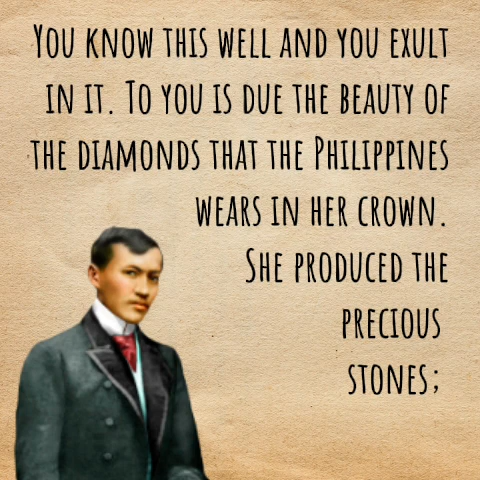 You know this well and you exult
in it. To you is due the beauty of
the diamonds that the Philippines
wears in her crown.
She produced the
precious
stones;